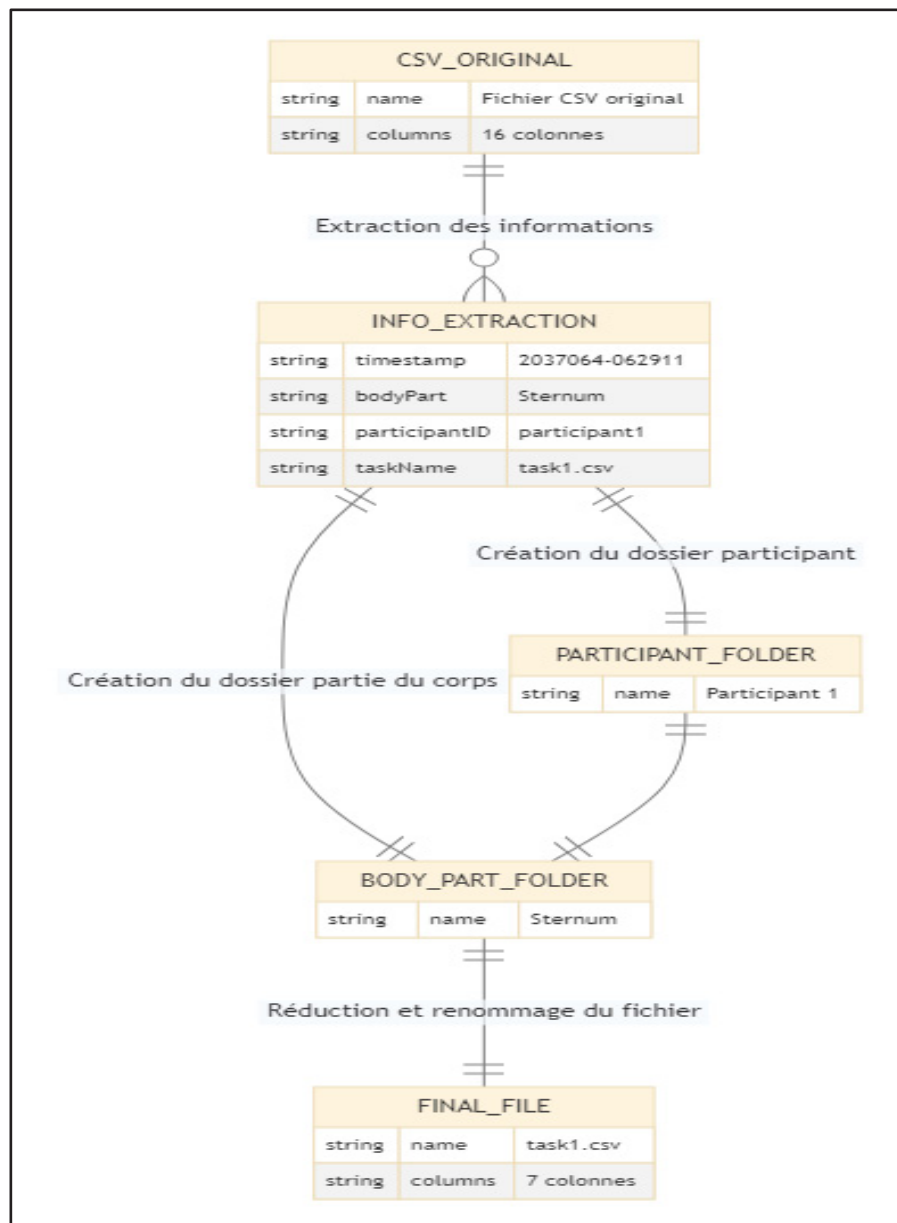 CSV_ORIGINAL
string name Fichier CSV original
string columns 16 colonnes
Extraction des informations
INFO_EXTRACTION
string timestamp 2037064-062911
string bodyPart Sternum
string participantID participant1
string taskName task1.csv
Création du dossier participant
PARTICIPANT_FOLDER
string name Participant 1
Création du dossier partie du corps
BODY_PART_FOLDER
string name Sternum
Réduction et renommage du fichier
FINAL_FILE
string name task1.csv
string columns 7 colonnes